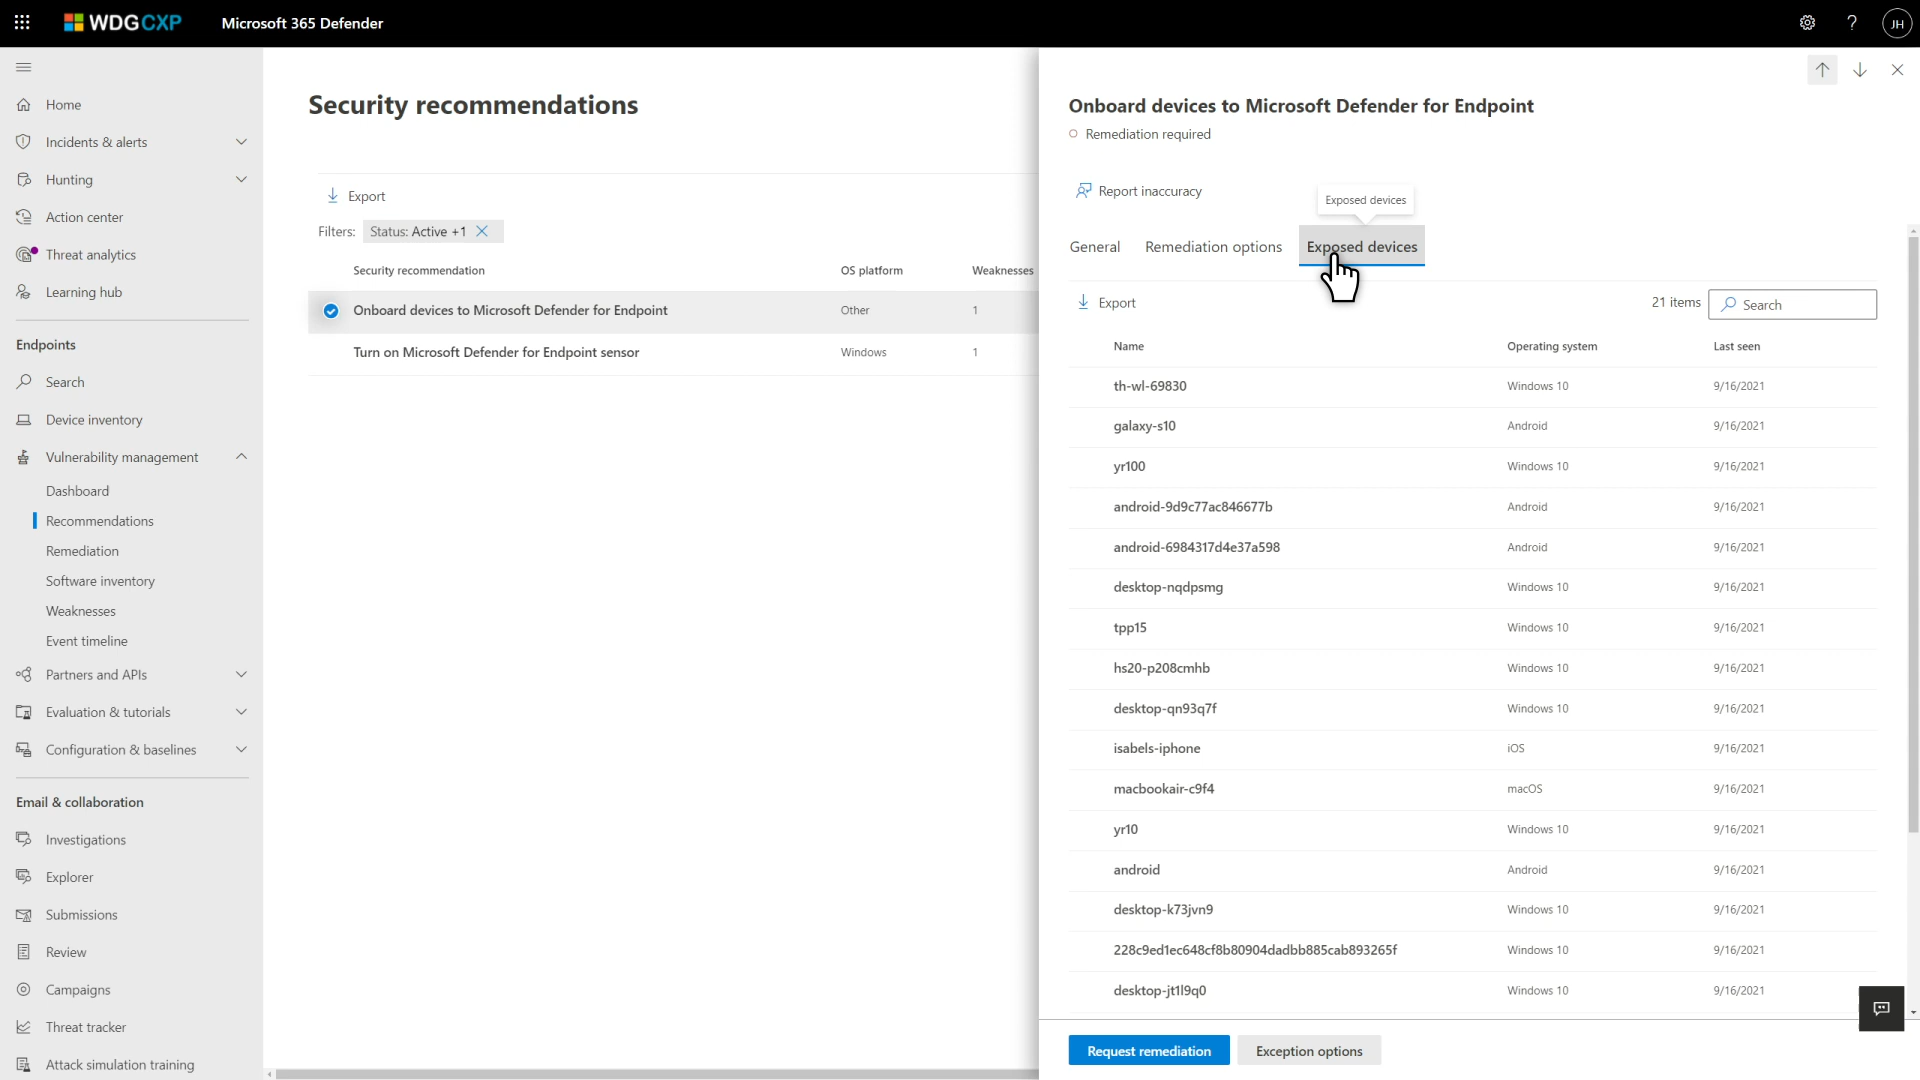 WDGCXP Microsoft 365 Defender ? JH
Home
Incidents & alerts
Hunting
Action center
Threat analytics
Learning hub
Endpoints
Search
Device inventory
Vulnerability management
Dashboard
Recommendations
Remediation
Software inventory
Weaknesses
Event timeline
Partners and APIs
Evaluation & tutorials
Configuration & baselines
Email & collaboration
Investigations
Explorer
Submissions
Review
Campaigns
Threat tracker
Attack simulation training
Security recommendations
Export
Filters: Status: Active +1
Security recommendation OS platform Weaknesses
Onboard devices to Microsoft Defender for Endpoint Other 1
Turn on Microsoft Defender for Endpoint sensor Windows 1
Onboard devices to Microsoft Defender for Endpoint
Remediation required
Report inaccuracy
Exposed devices
General Remediation options Exposed devices
Export 21 items Search
Name Operating system Last seen
th-wl-69830 Windows 10 9/16/2021
galaxy-s10 Android 9/16/2021
yr100 Windows 10 9/16/2021
android-9d9c77ac846677b Android 9/16/2021
android-6984317d4e37a598 Android 9/16/2021
desktop-nqdpsmg Windows 10 9/16/2021
tpp15 Windows 10 9/16/2021
hs20-p208cmhb Windows 10 9/16/2021
desktop-qn93q7f Windows 10 9/16/2021
isabels-iphone iOS 9/16/2021
macbookair-c9f4 macOS 9/16/2021
yr10 Windows 10 9/16/2021
android Android 9/16/2021
desktop-k73jvn9 Windows 10 9/16/2021
228c9ed1ec648cf8b80904dadbb885cab893265f Windows 10 9/16/2021
desktop-jt1l9q0 Windows 10 9/16/2021
Request remediation Exception options